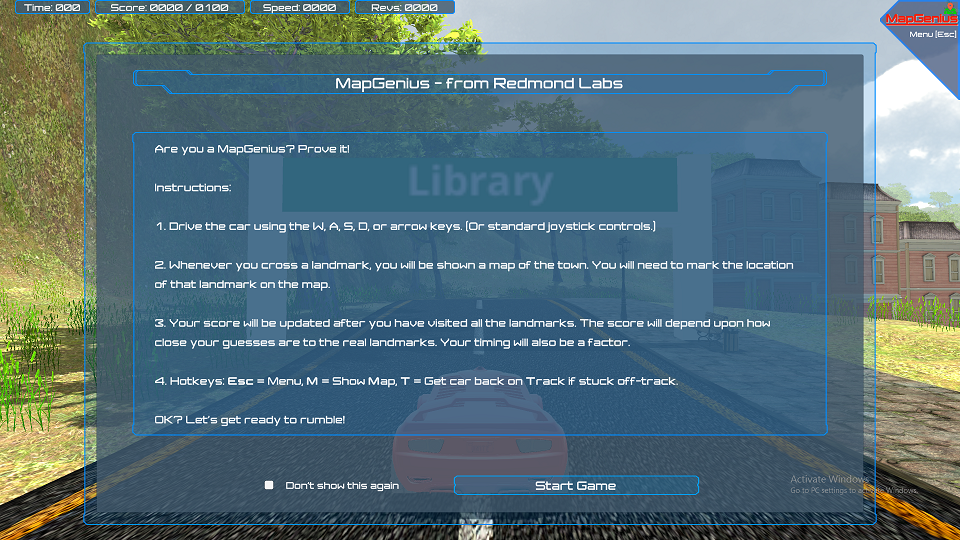 Time: 000 Score: 0000 / 0100 Speed: 0000 Revs: 0000
MapGenius
Menu [Esc]
MapGenius - from Redmond Labs
Are you a MapGenius? Prove it!
Library
Instructions:
1. Drive the car using the W, A, S, D, or arrow keys. (Or standard joystick controls.)
2. Whenever you cross a landmark, you will be shown a map of the town. You will need to mark the location
of that landmark on the map.
3. Your score will be updated after you have visited all the landmarks. The score will depend upon how
close your guesses are to the real landmarks. Your timing will also be a factor.
4. Hotkeys: Esc = Menu, M = Show Map, T = Get car back on Track if stuck off-track.
OK? Let's get ready to rumble!
Don't show this again
Start Game
Activate Windows
Go to PC settings to activate Windows.